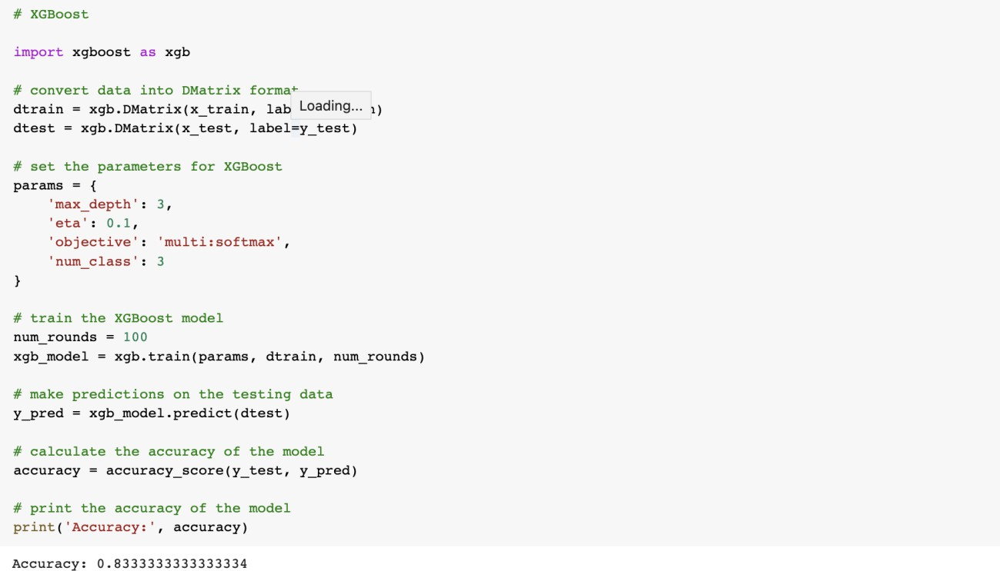 # XGBoost
import xgboost as xgb
# convert data into DMatrix format
dtrain = xgb.DMatrix(x_train, lab
Loading...
)
dtest = xgb.DMatrix(x_test, label=y_test)
# set the parameters for XGBoost
params = {
'max_depth': 3,
'eta': 0.1,
'objective': 'multi:softmax',
'num_class': 3
}
# train the XGBoost model
num_rounds = 100
xgb_model = xgb.train(params, dtrain, num_rounds)
# make predictions on the testing data
y_pred = xgb_model.predict(dtest)
# calculate the accuracy of the model
accuracy = accuracy_score(y_test, y_pred)
# print the accuracy of the model
print('Accuracy:', accuracy)
Accuracy: 0.8333333333333334